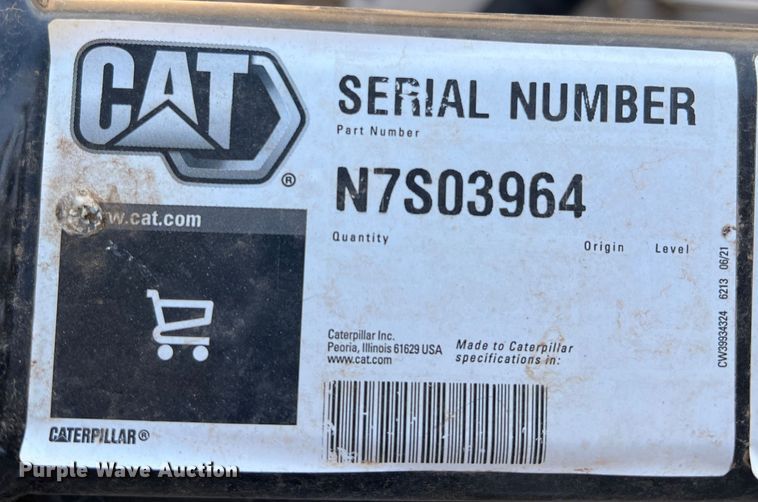 CAT
®
w.cat.com
CATERPILLAR®
SERIAL NUMBER
Part Number
N7S03964
Quantity
Origin Level
Caterpillar Inc.
Peoria, Illinois 61629 USA
www.cat.com
Made to Caterpillar
specifications in:
CW39934324 6213 06/21
Purple Wave Auction